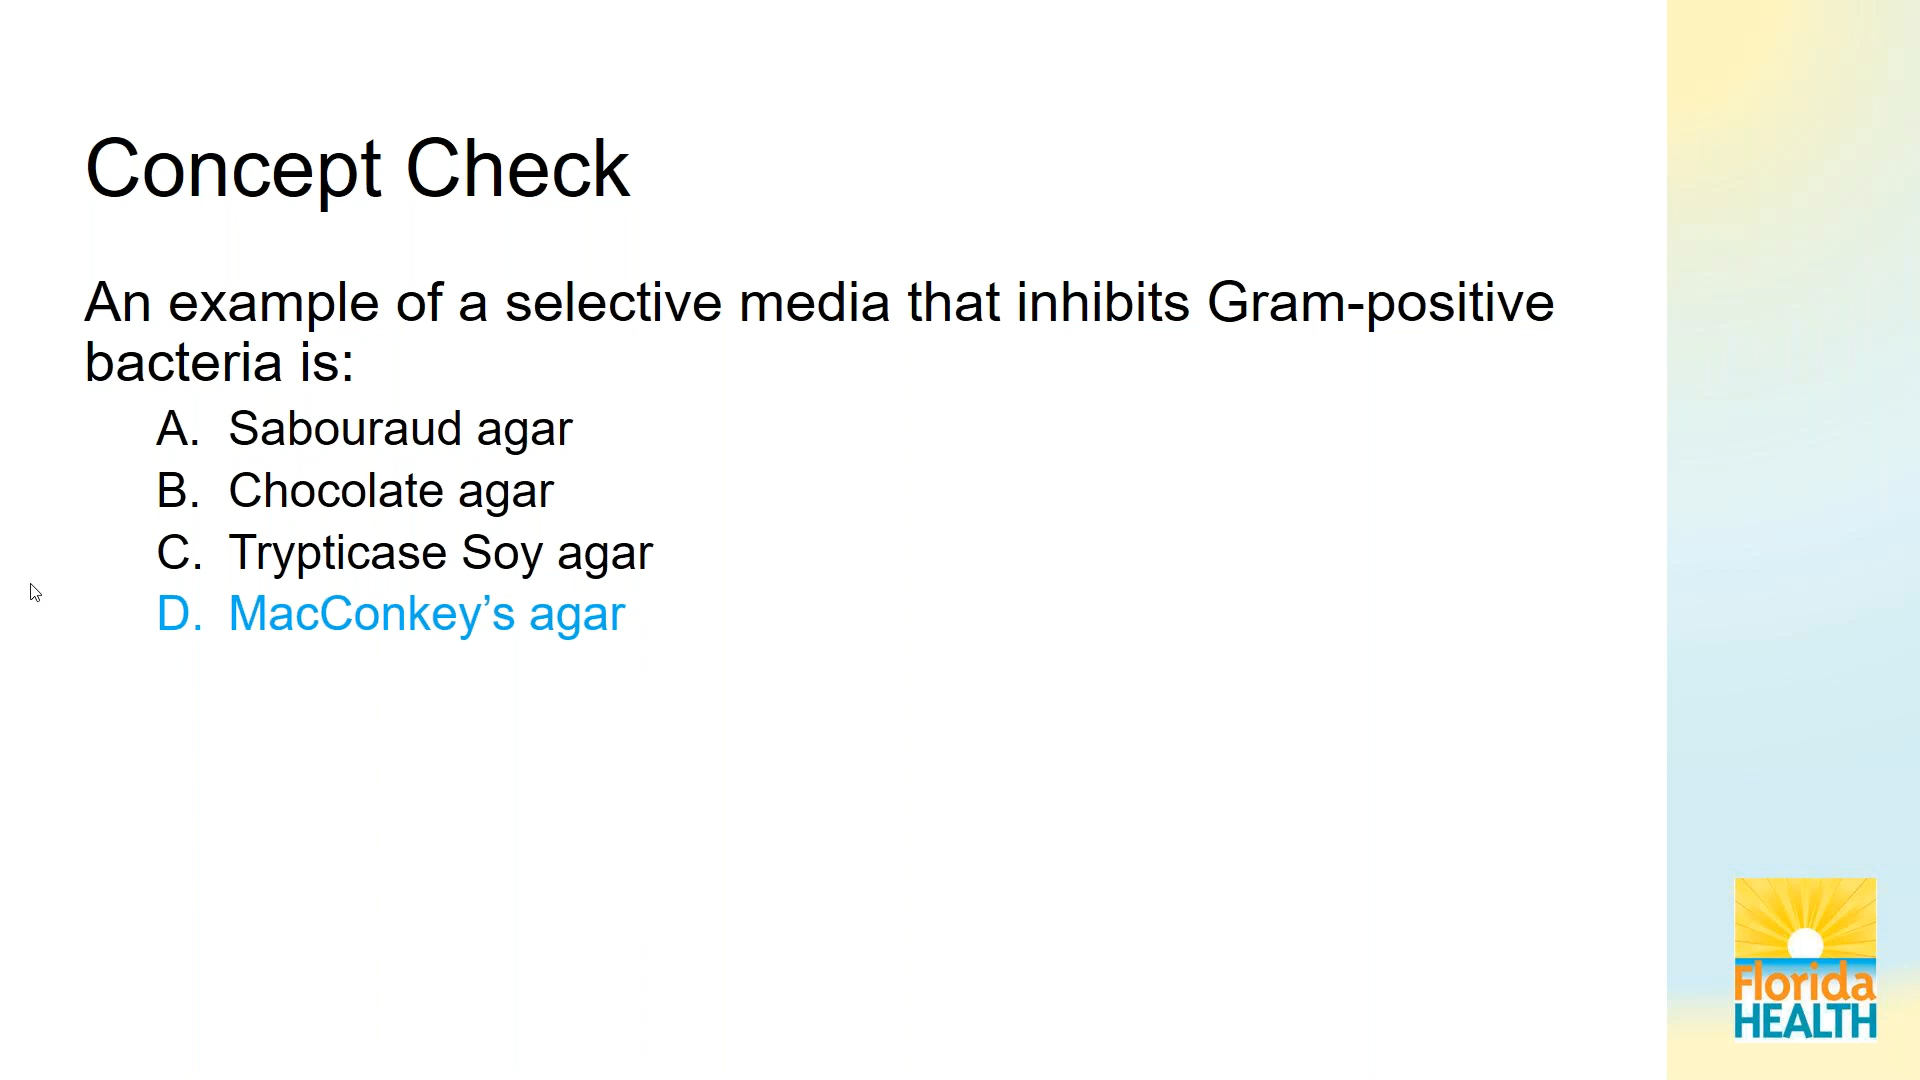 Concept Check
An example of a selective media that inhibits Gram-positive
bacteria is:
A. Sabouraud agar
B. Chocolate agar
C. Trypticase Soy agar
D. MacConkey’s agar
Florida
HEALTH